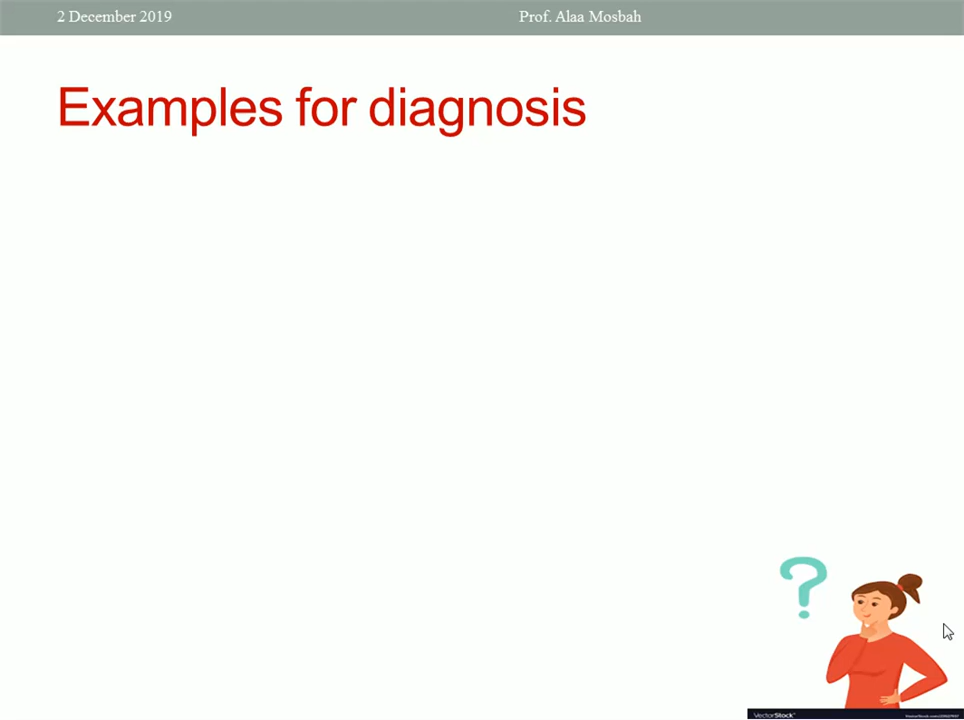 2 December 2019
Prof. Alaa Mosbah
Examples for diagnosis
?
VectorStock